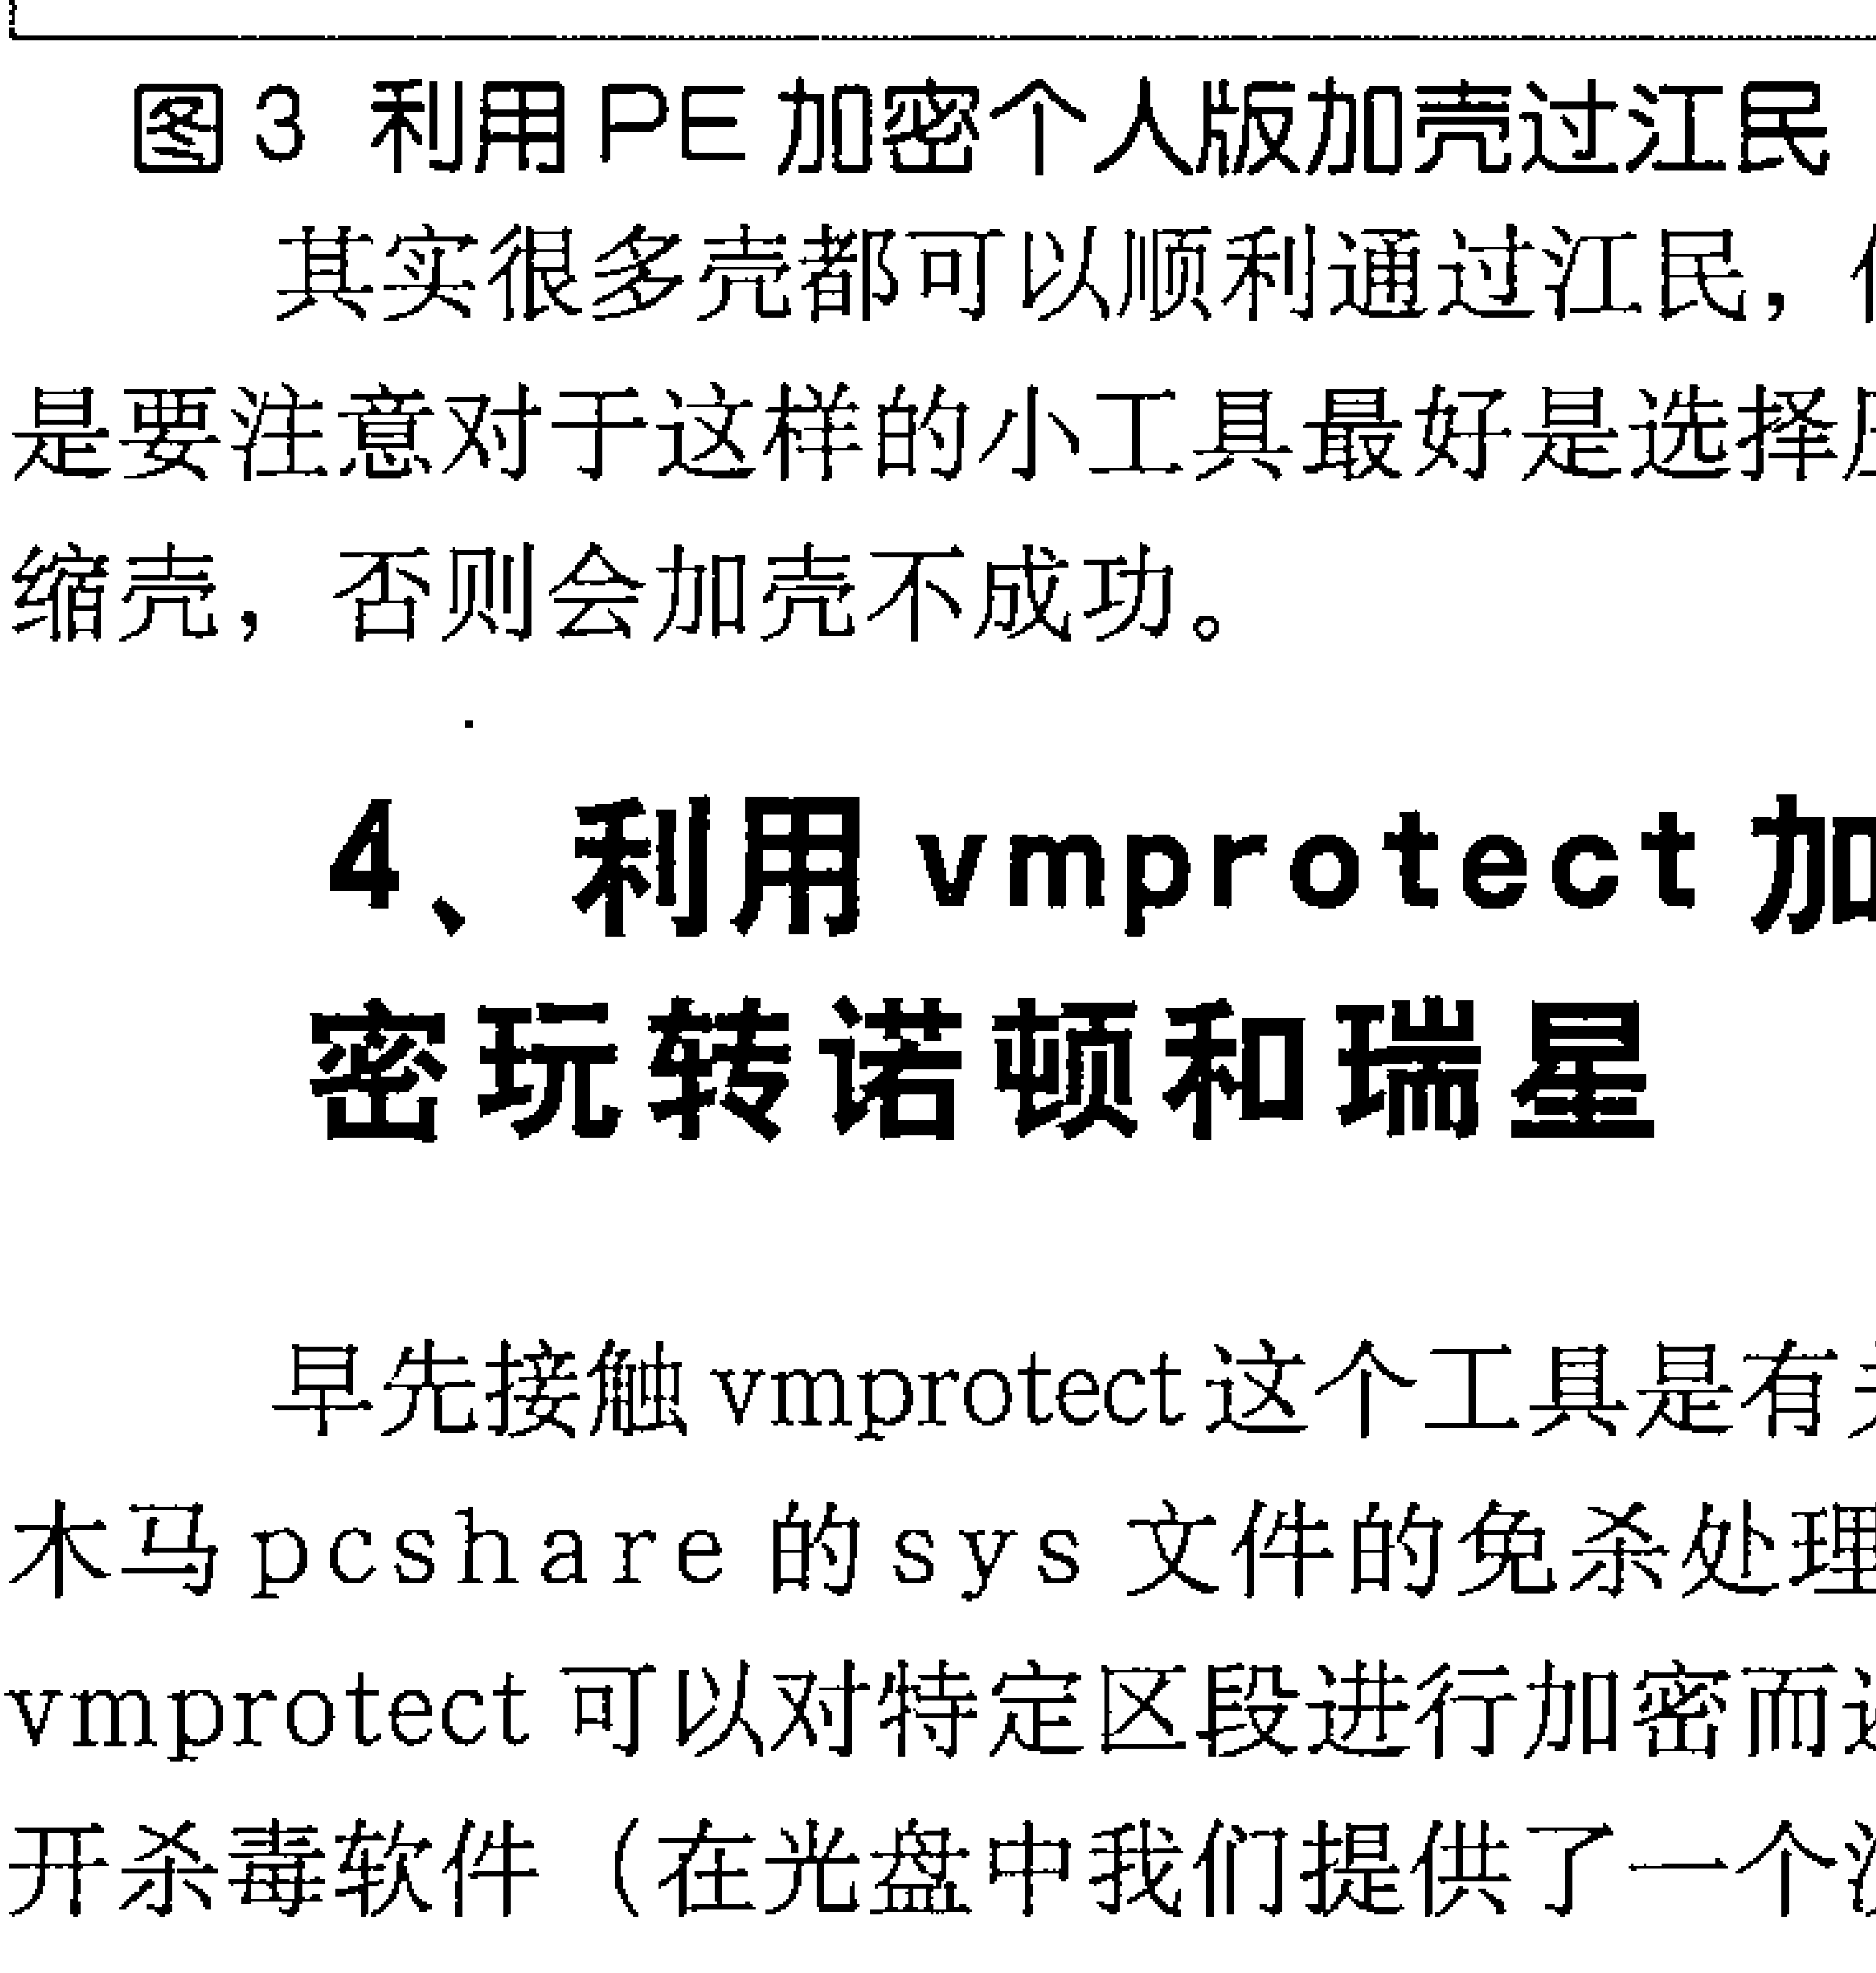 图3 利用PE加密个人版加壳过江民
其实很多壳都可以顺利通过江民，
是要注意对于这样的小工具最好是选择
缩壳，否则会加壳不成功。
4、利用vmprotect加
密玩转诺顿和瑞星
早先接触vmprotect这个工具是有
木马pcshare的sys文件的免杀处理
vmprotect可以对特定区段进行加密而
开杀毒软件（在光盘中我们提供了一个